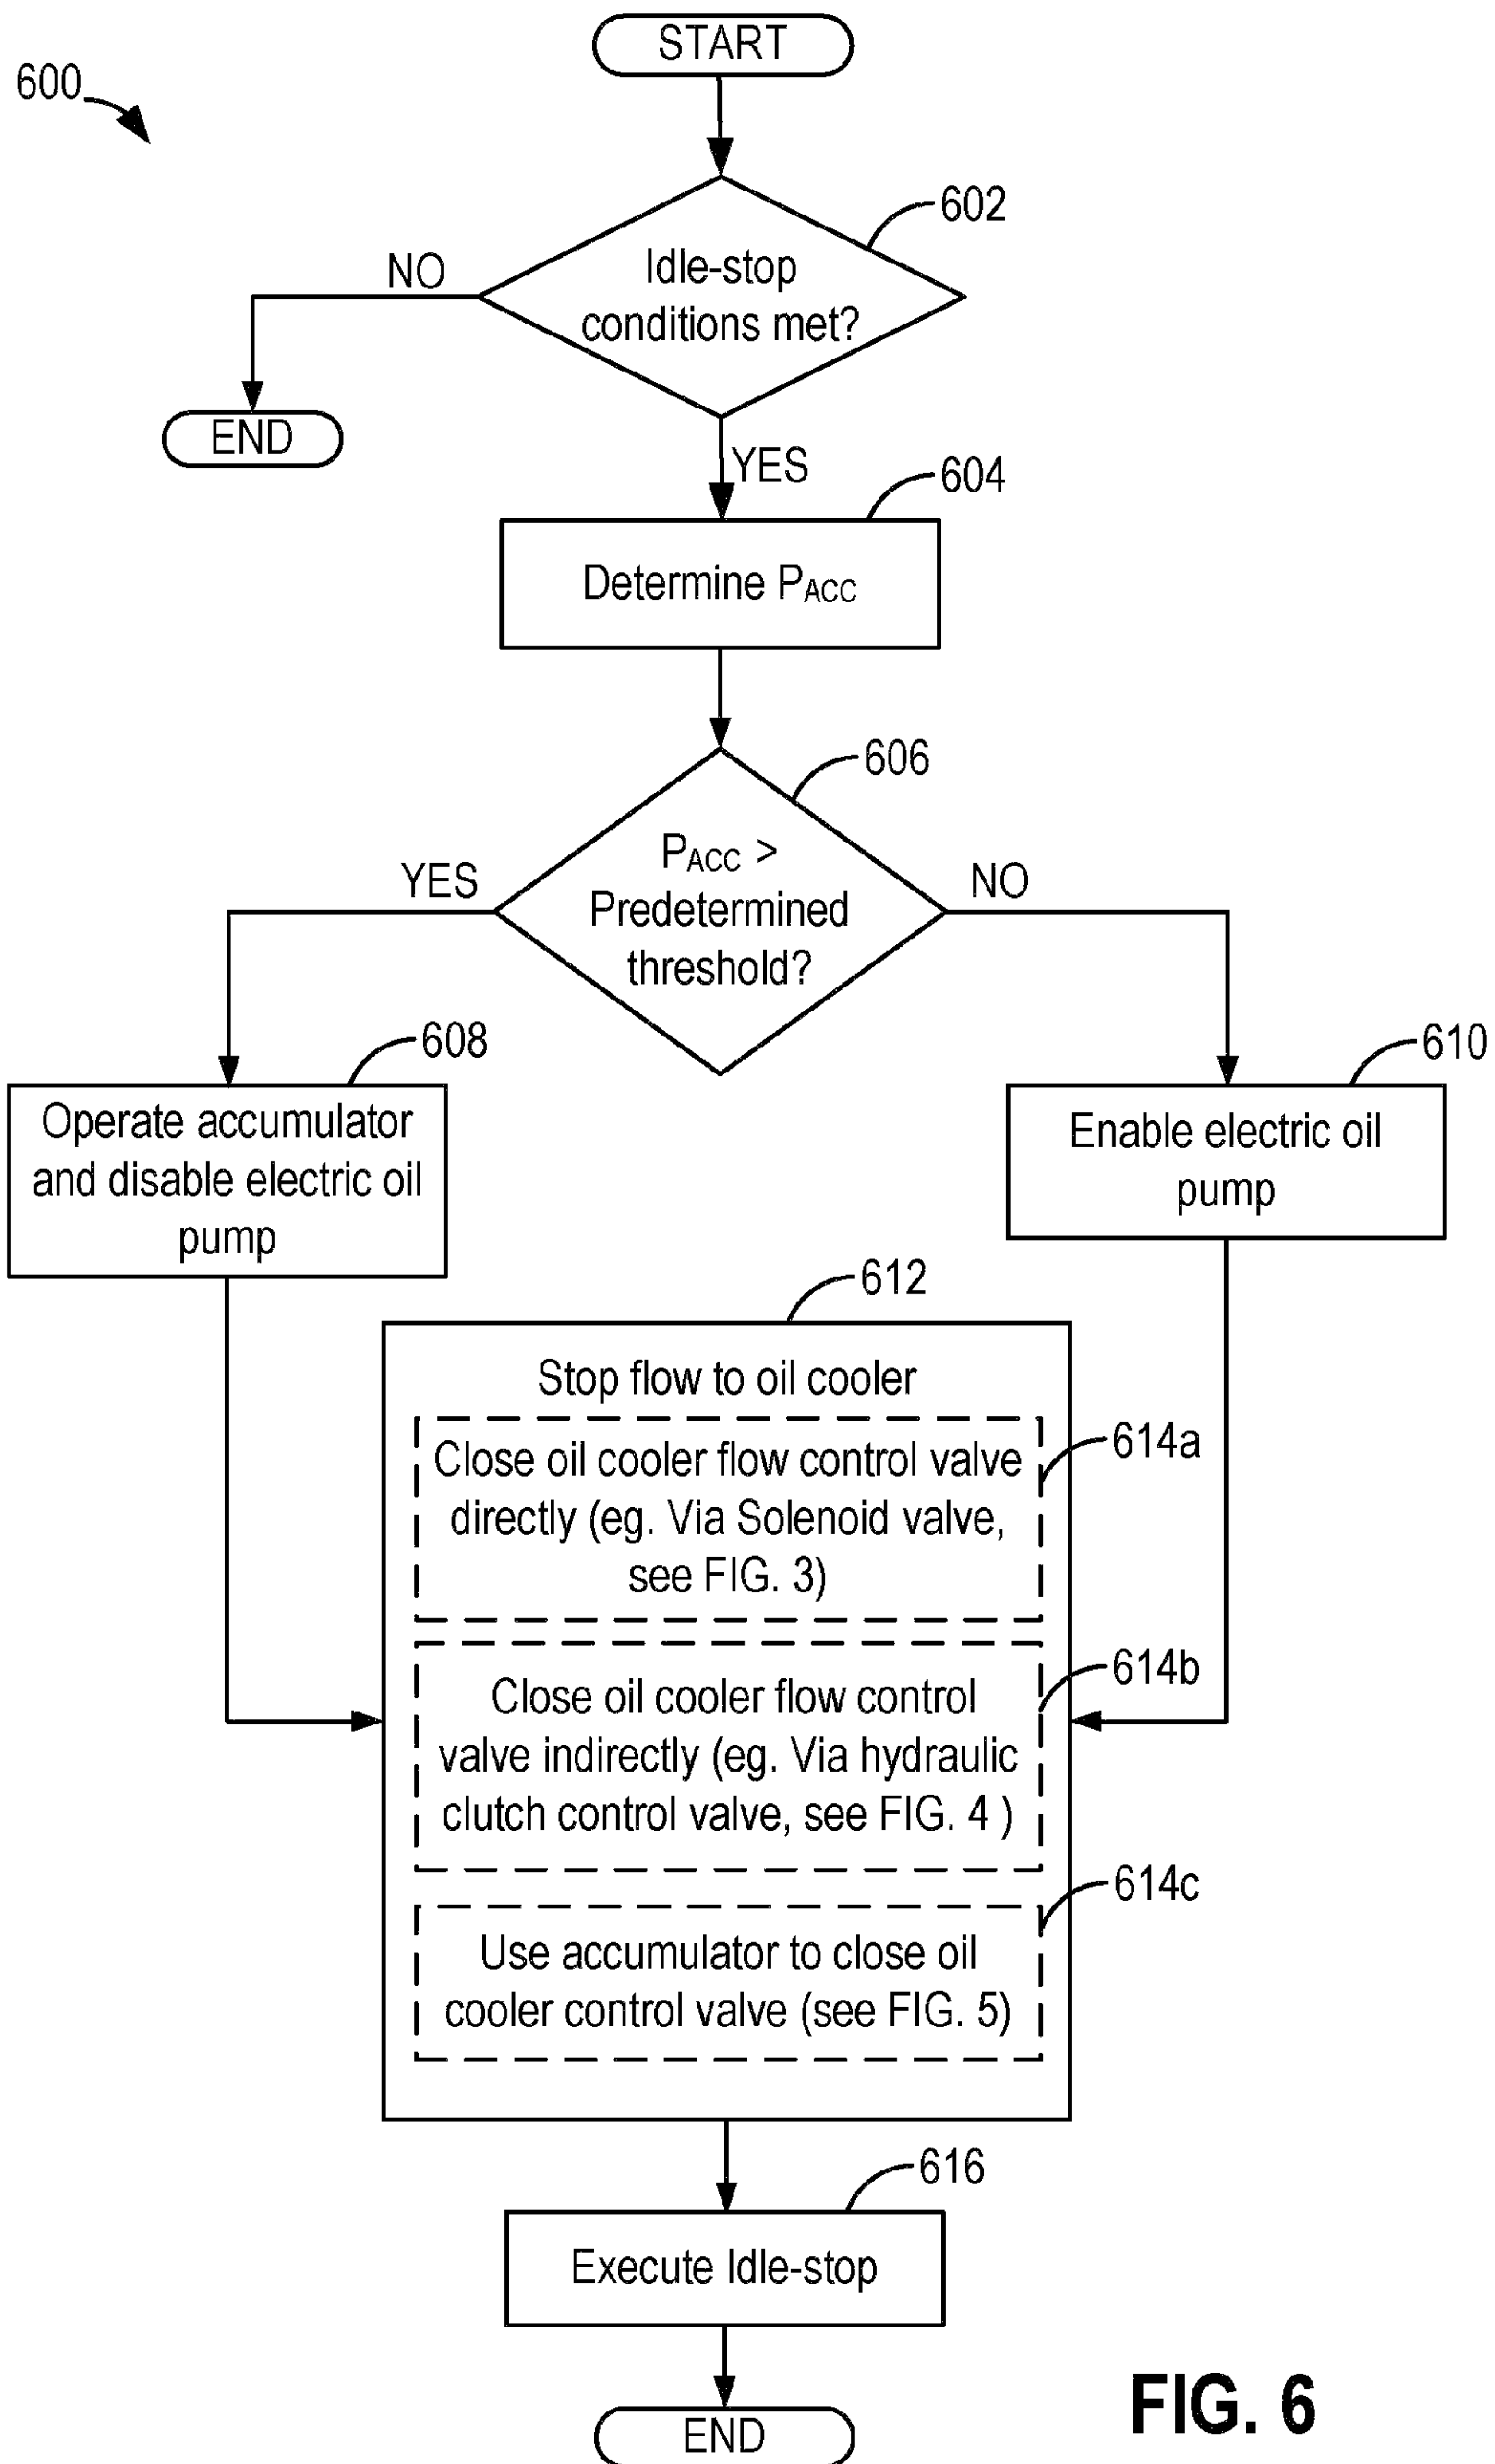 START
600
602
Idle-stop
conditions met?
NO
END
YES
604
Determine PACC
606
PACC >
Predetermined
threshold?
YES
NO
608
Operate accumulator
and disable electric oil
pump
610
Enable electric oil
pump
612
Stop flow to oil cooler
614a
Close oil cooler flow control valve
directly (eg. Via Solenoid valve,
see FIG. 3)
614b
Close oil cooler flow control
valve indirectly (eg. Via hydraulic
clutch control valve, see FIG. 4 )
614c
Use accumulator to close oil
cooler control valve (see FIG. 5)
616
Execute Idle-stop
END
FIG. 6